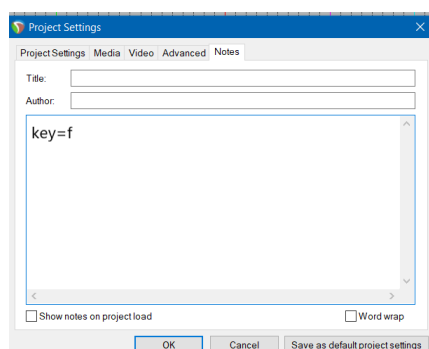 Project Settings
Project Settings Media Video Advanced Notes
Title:
Author:
key=f
Show notes on project load Word wrap
OK Cancel Save as default project settings